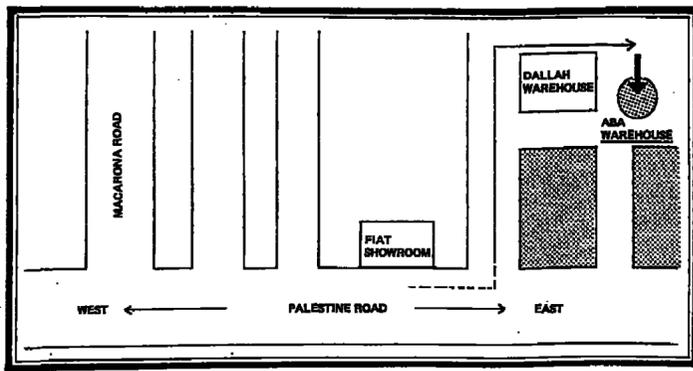 DALLAH
WAREHOUSE
ABA
WAREHOUSE
MACARONA ROAD
FIAT
SHOWROOM
WEST
PALESTINE ROAD
EAST